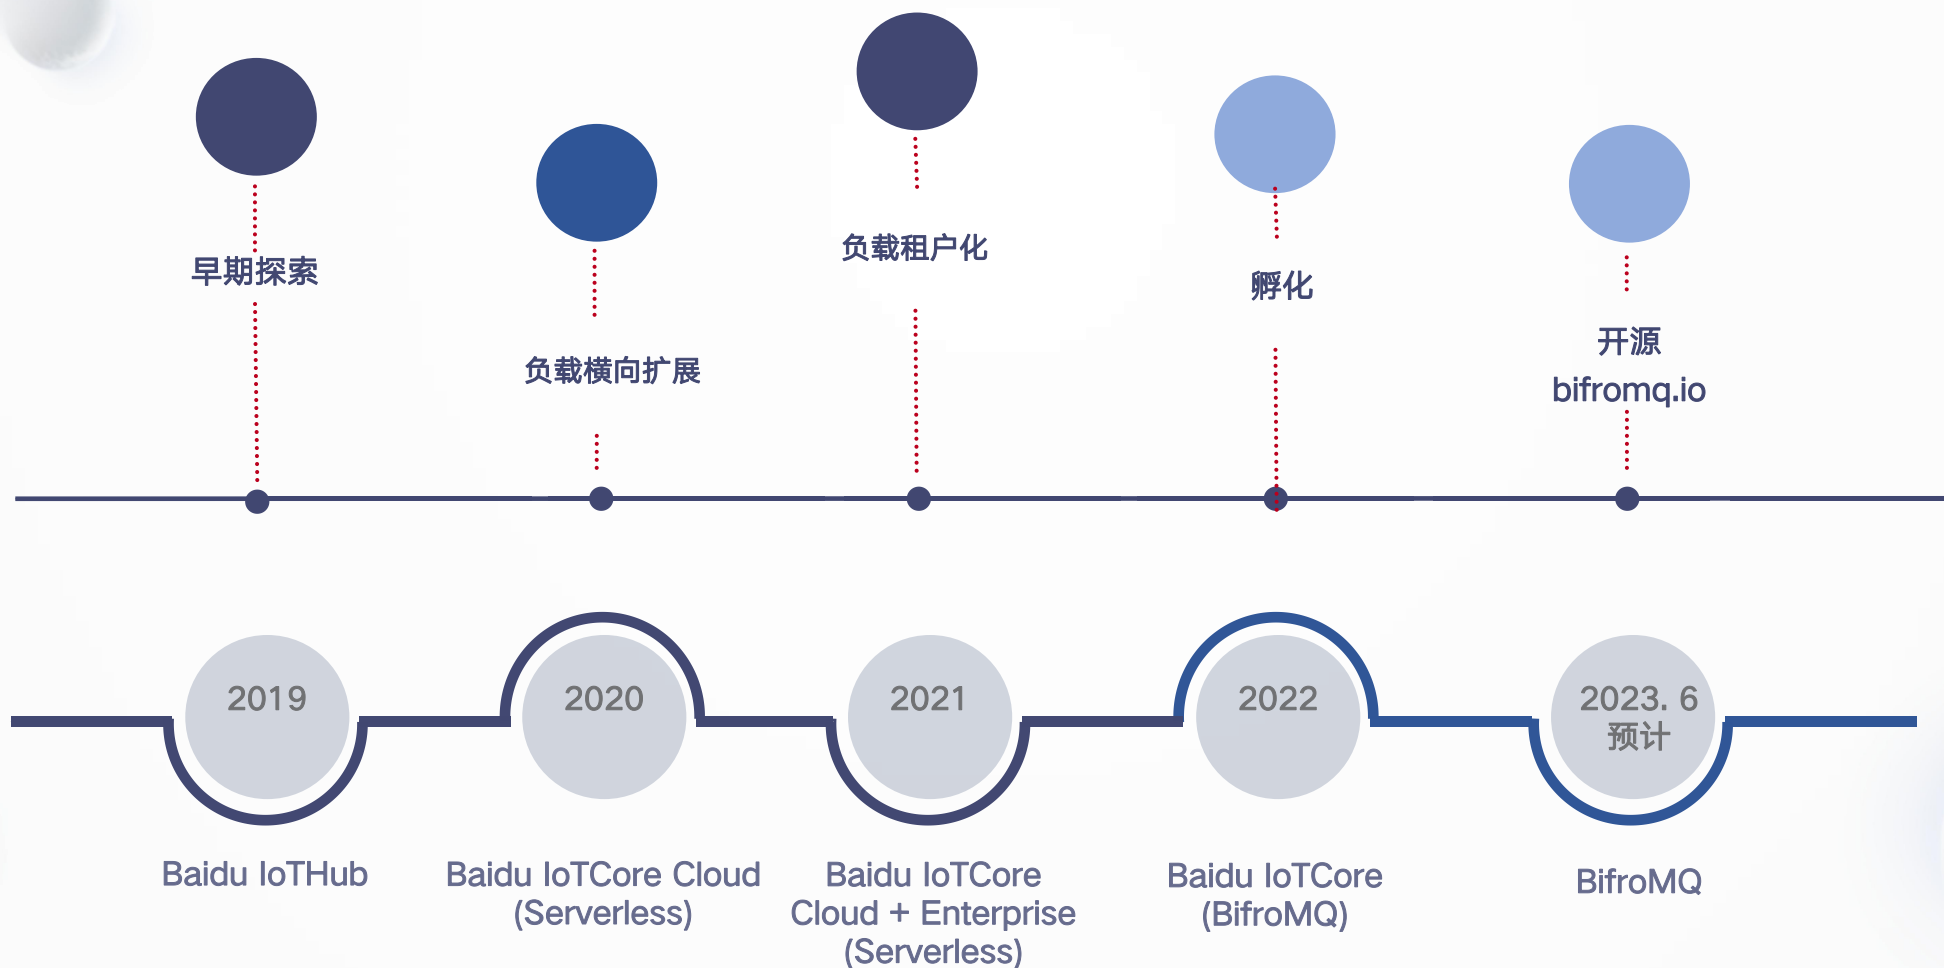 早期探索
负载横向扩展
负载租户化
孵化
开源
bifromq.io
2019
2020
2021
2022
2023. 6
预计
Baidu IoTHub
Baidu IoTCore Cloud
(Serverless)
Baidu IoTCore
Cloud + Enterprise
(Serverless)
Baidu IoTCore
(BifroMQ)
BifroMQ